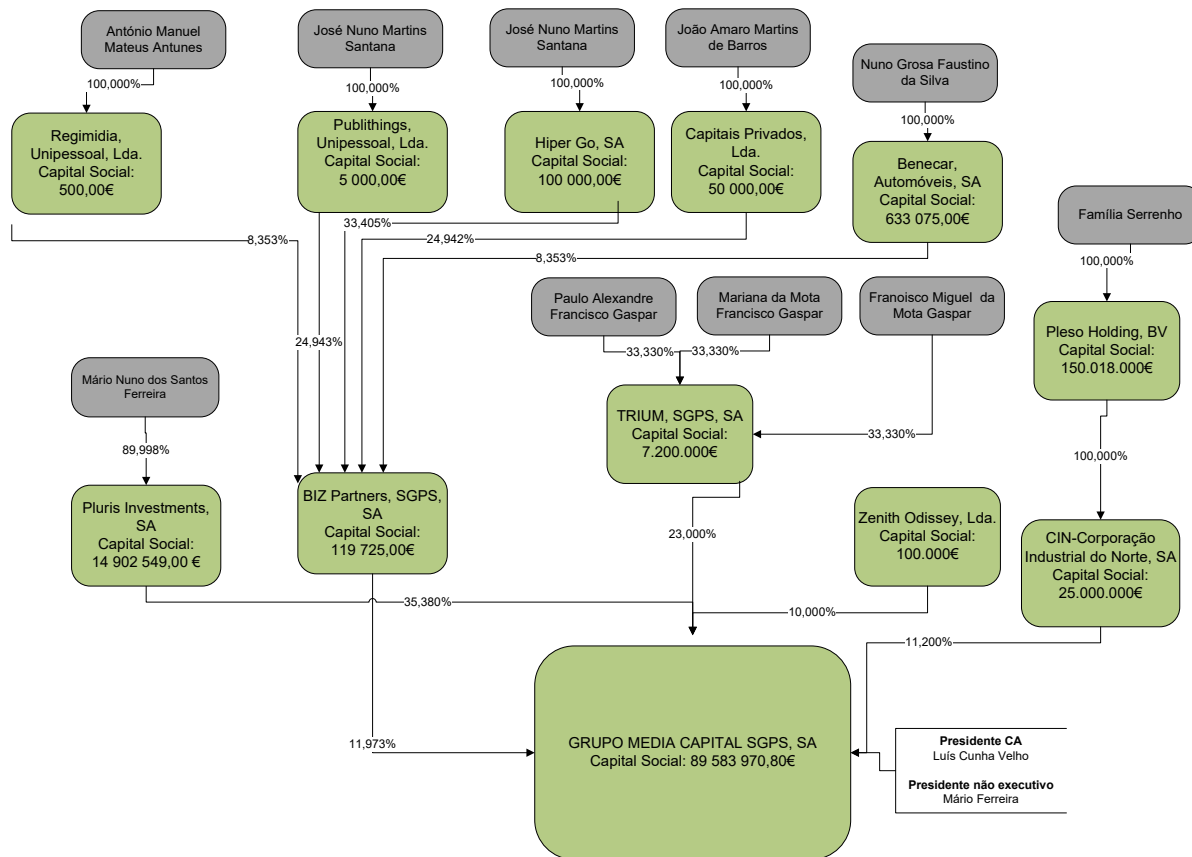 António Manuel
Mateus Antunes
José Nuno Martins
Santana
José Nuno Martins
Santana
João Amaro Martins
de Barros
Nuno Grosa Faustino
da Silva
100,000%
100,000%
100,000%
100,000%
100,000%
Regimidia,
Unipessoal, Lda.
Capital Social:
500,00€
Publithings,
Unipessoal, Lda.
Capital Social:
5 000,00€
Hiper Go, SA
Capital Social:
100 000,00€
Capitais Privados,
Lda.
Capital Social:
50 000,00€
Benecar,
Automóveis, SA
Capital Social:
633 075,00€
Família Serrenho
8,353%
33,405%
24,942%
8,353%
100,000%
Paulo Alexandre
Francisco Gaspar
Mariana da Mota
Francisco Gaspar
Franoisco Miguel da
Mota Gaspar
Pleso Holding, BV
Capital Social:
150.018.000€
24,943%
33,330%
33,330%
Mário Nuno dos Santos
Ferreira
TRIUM, SGPS, SA
Capital Social:
7.200.000€
33,330%
89,998%
100,000%
Pluris Investments,
SA
Capital Social:
14 902 549,00 €
BIZ Partners, SGPS,
SA
Capital Social:
119 725,00€
23,000%
Zenith Odissey, Lda.
Capital Social:
100.000€
CIN-Corporação
Industrial do Norte, SA
Capital Social:
25.000.000€
35,380%
10,000%
11,200%
11,973%
GRUPO MEDIA CAPITAL SGPS, SA
Capital Social: 89 583 970,80€
Presidente CA
Luís Cunha Velho
Presidente não executivo
Mário Ferreira